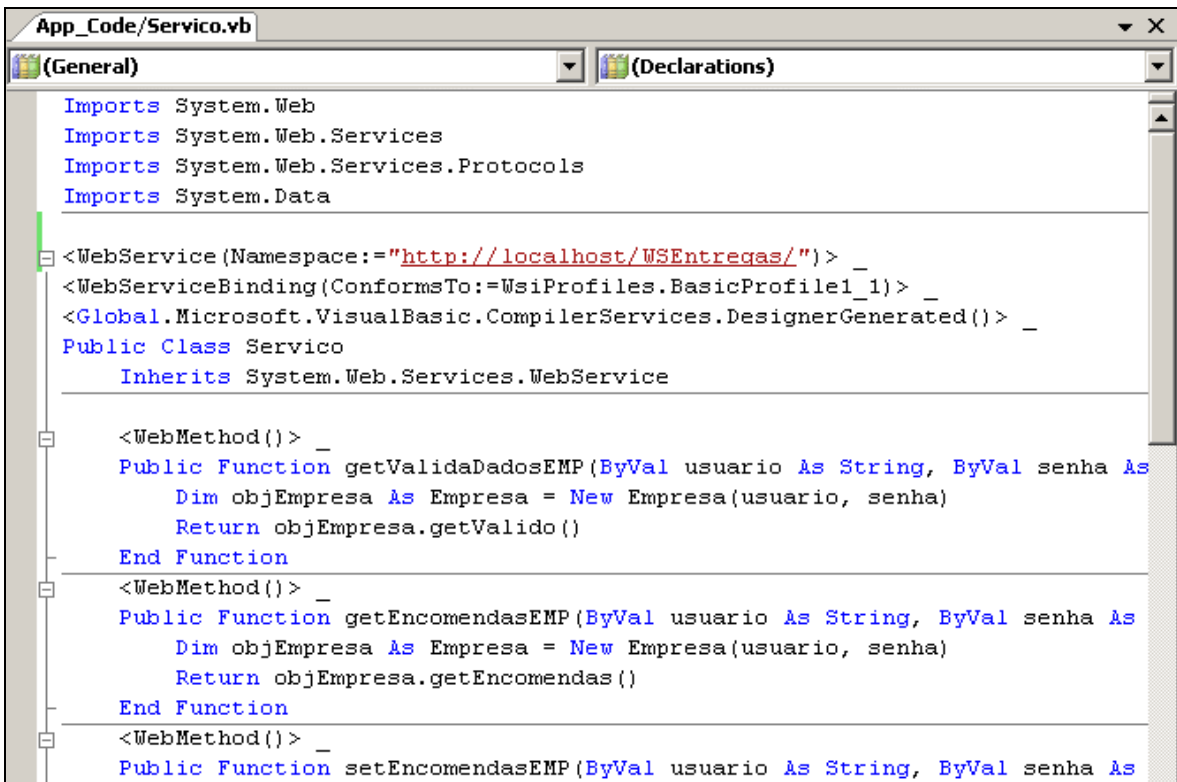 App_Code/Servico.vb
(General) (Declarations)
Imports System.Web
Imports System.Web.Services
Imports System.Web.Services.Protocols
Imports System.Data
<WebService(Namespace:="http://localhost/WSEntregas/")> _
<WebServiceBinding(ConformsTo:=WsiProfiles.BasicProfile1_1)> _
<Global.Microsoft.VisualBasic.CompilerServices.DesignerGenerated()> _
Public Class Servico
    Inherits System.Web.Services.WebService
    <WebMethod()> _
    Public Function getValidaDadosEMP(ByVal usuario As String, ByVal senha As
        Dim objEmpresa As Empresa = New Empresa(usuario, senha)
        Return objEmpresa.getValido()
    End Function
    <WebMethod()> _
    Public Function getEncomendasEMP(ByVal usuario As String, ByVal senha As
        Dim objEmpresa As Empresa = New Empresa(usuario, senha)
        Return objEmpresa.getEncomendas()
    End Function
    <WebMethod()> _
    Public Function setEncomendasEMP(ByVal usuario As String, ByVal senha As